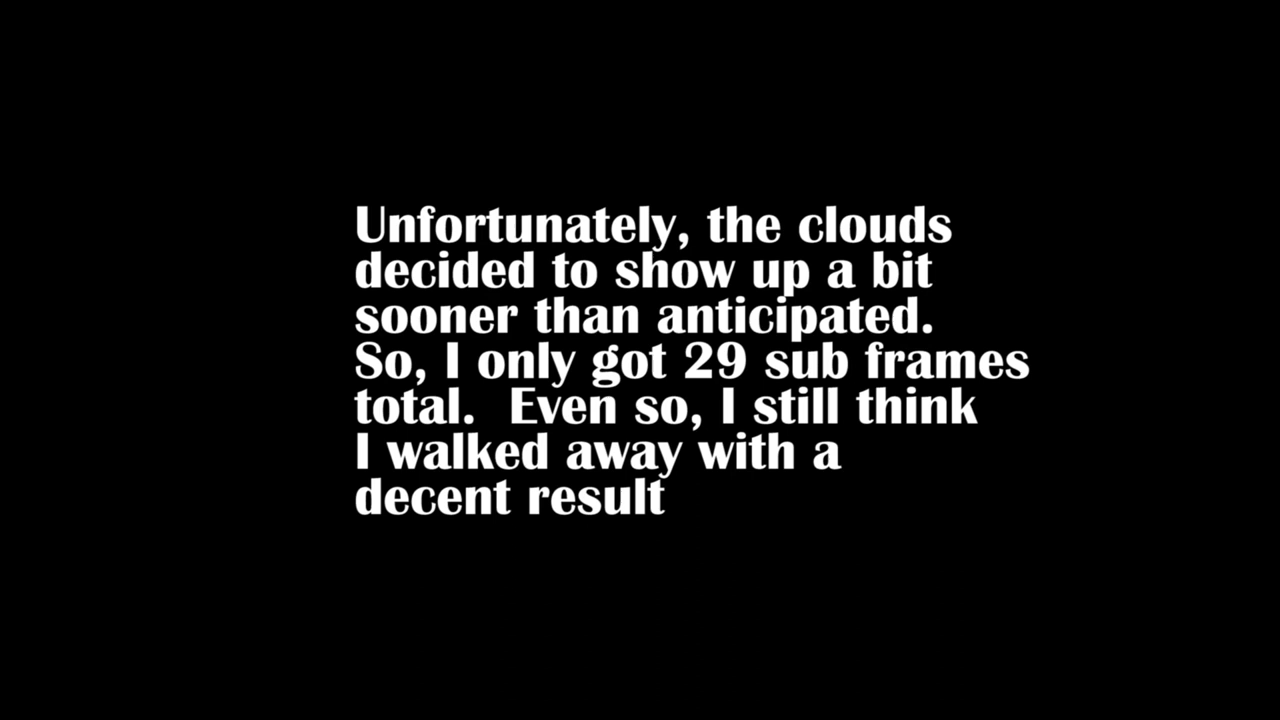 Unfortunately, the clouds
decided to show up a bit
sooner than anticipated.
So, I only got 29 sub frames
total.  Even so, I still think
I walked away with a
decent result